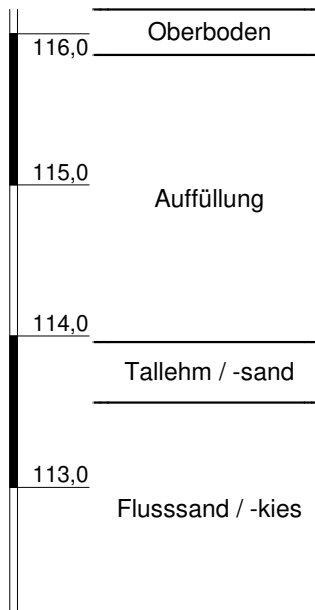 Oberboden
116,0
115,0
Auffüllung
114,0
Tallehm / -sand
113,0
Flusssand / -kies